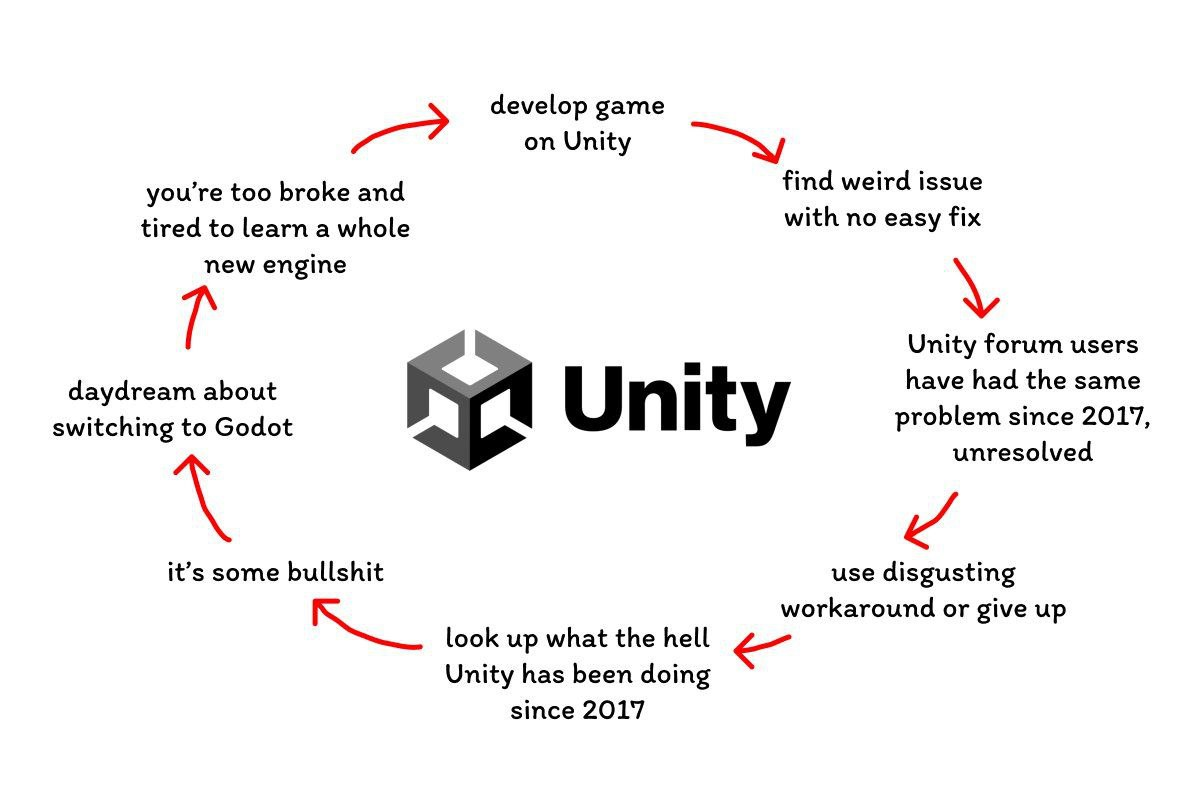 develop game
on Unity
find weird issue
with no easy fix
Unity forum users
have had the same
problem since 2017,
unresolved
use disgusting
workaround or give up
look up what the hell
Unity has been doing
since 2017
it's some bullshit
daydream about
switching to Godot
you're too broke and
tired to learn a whole
new engine
Unity